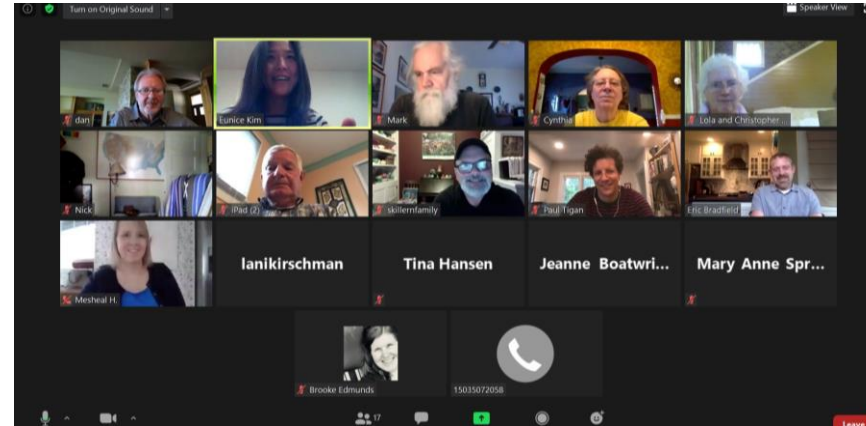 Turn on Original Sound
Speaker View
dan
Eunice Kim
Mark
Cynthia
Lola and Christopher...
Nick
iPad (2)
skillernfamily
Paul Tigan
Eric Bradfield
Mesheal H.
lanikirschman
Tina Hansen
Jeanne Boatwri...
Mary Anne Spr...
Brooke Edmunds
15035072058
17
Leave